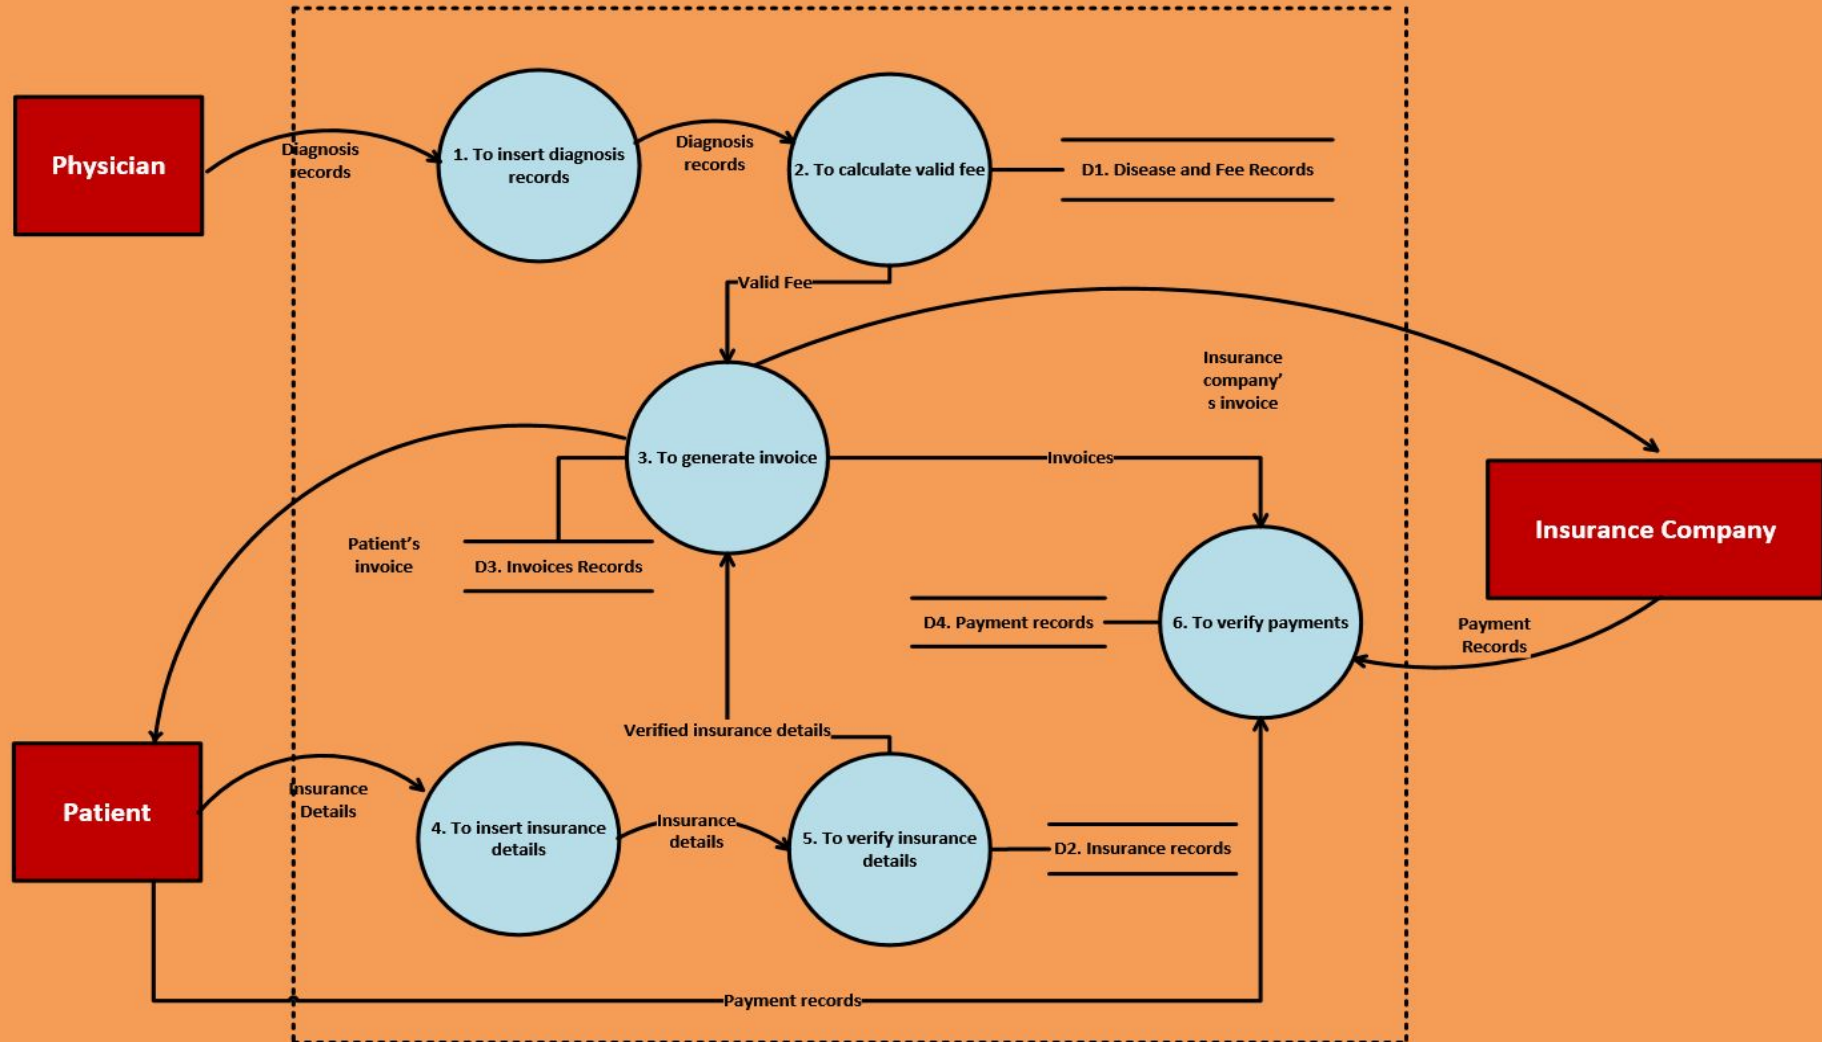 Physician
Diagnosis
records
1. To insert diagnosis
records
Diagnosis
records
2. To calculate valid fee
D1. Disease and Fee Records
Valid Fee
Insurance
company’
s invoice
3. To generate invoice
Invoices
Patient’s
invoice
D3. Invoices Records
Insurance Company
D4. Payment records
6. To verify payments
Payment
Records
Verified insurance details
Patient
Insurance
Details
4. To insert insurance
details
Insurance
details
5. To verify insurance
details
D2. Insurance records
Payment records